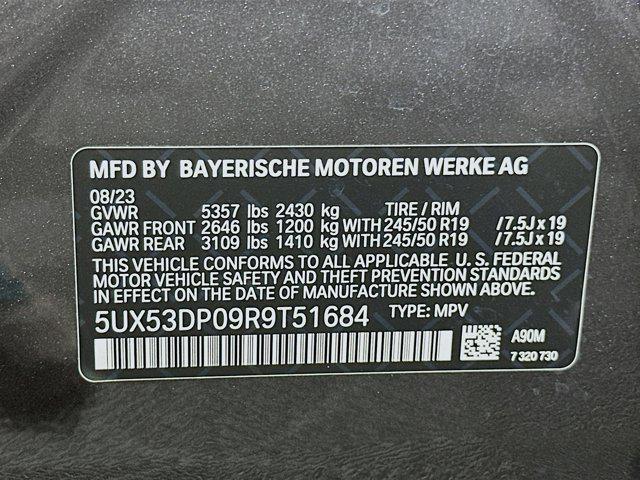 MFD BY BAYERISCHE MOTOREN WERKE AG
08/23
GVWR 5357 lbs 2430 kg TIRE / RIM
GAWR FRONT 2646 lbs 1200 kg WITH 245/50 R19 / 7.5J x 19
GAWR REAR 3109 lbs 1410 kg WITH 245/50 R19 / 7.5J x 19
THIS VEHICLE CONFORMS TO ALL APPLICABLE U. S. FEDERAL
MOTOR VEHICLE SAFETY AND THEFT PREVENTION STANDARDS
IN EFFECT ON THE DATE OF MANUFACTURE SHOWN ABOVE.
5UX53DP09R9T51684 TYPE: MPV
A90M
7 320 730